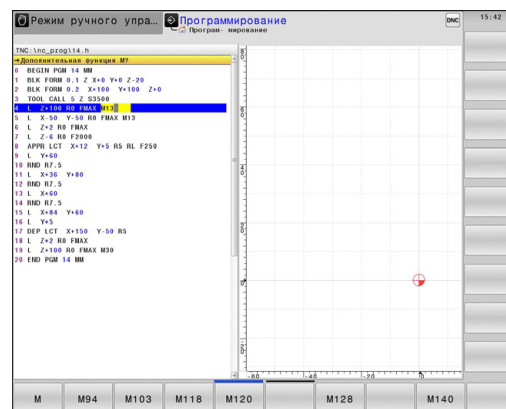 Режим ручного упра…
Программирование
Програм- мирование
DNC
15:42
TNC:\nc_prog\14.h
→Дополнительная функция M?
0 BEGIN PGM 14 MM
1 BLK FORM 0.1 Z X+0 Y+0 Z-20
2 BLK FORM 0.2 X+100 Y+100 Z+0
3 TOOL CALL 5 Z S3500
4 L Z+100 R0 FMAX M13
5 L X-50 Y-50 R0 FMAX M13
6 L Z+2 R0 FMAX
7 L Z-6 R0 F2000
8 APPR LCT X+12 Y+5 R5 RL F250
9 L Y+60
10 RND R7.5
11 L X+36 Y+80
12 RND R7.5
13 L X+60
14 RND R7.5
15 L X+84 Y+60
16 L Y+5
17 DEP LCT X+150 Y-50 R5
18 L Z+2 R0 FMAX
19 L Z+100 R0 FMAX M30
20 END PGM 14 MM
-60 -40 -20 0
M M94 M103 M118 M120 M128 M140